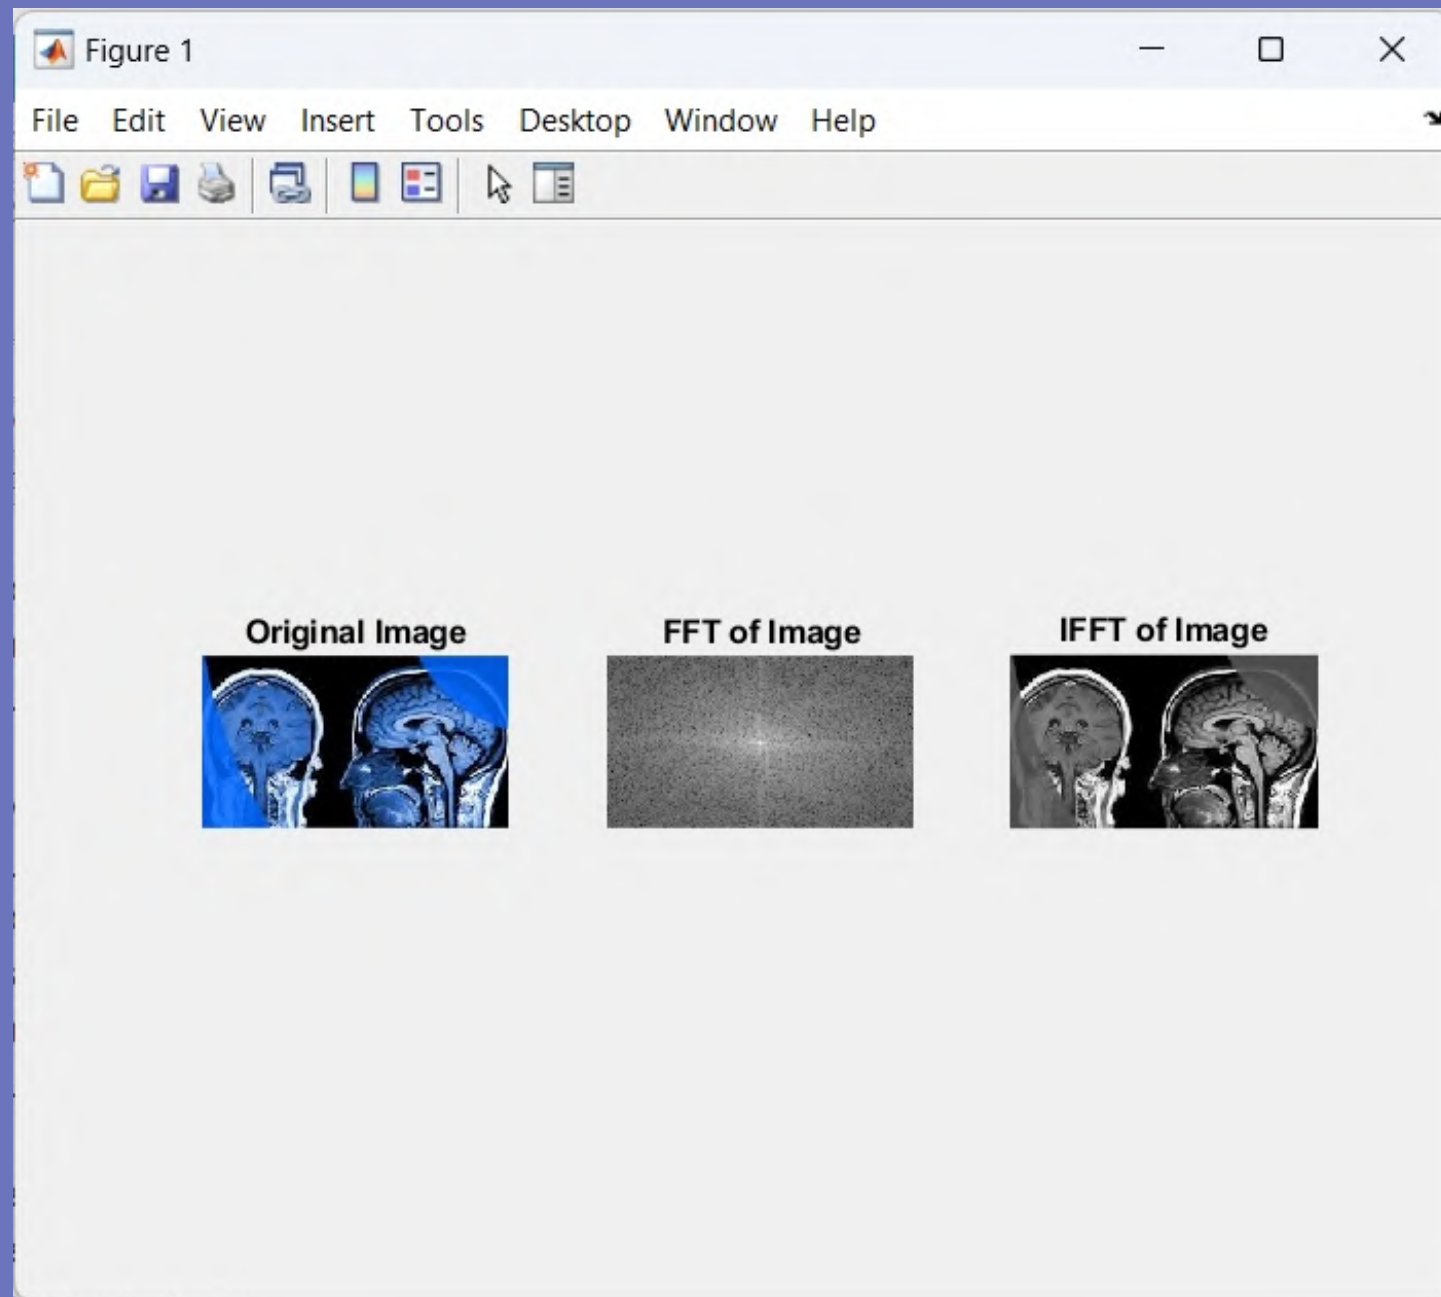 Figure 1
File Edit View Insert Tools Desktop Window Help
Original Image FFT of Image IFFT of Image